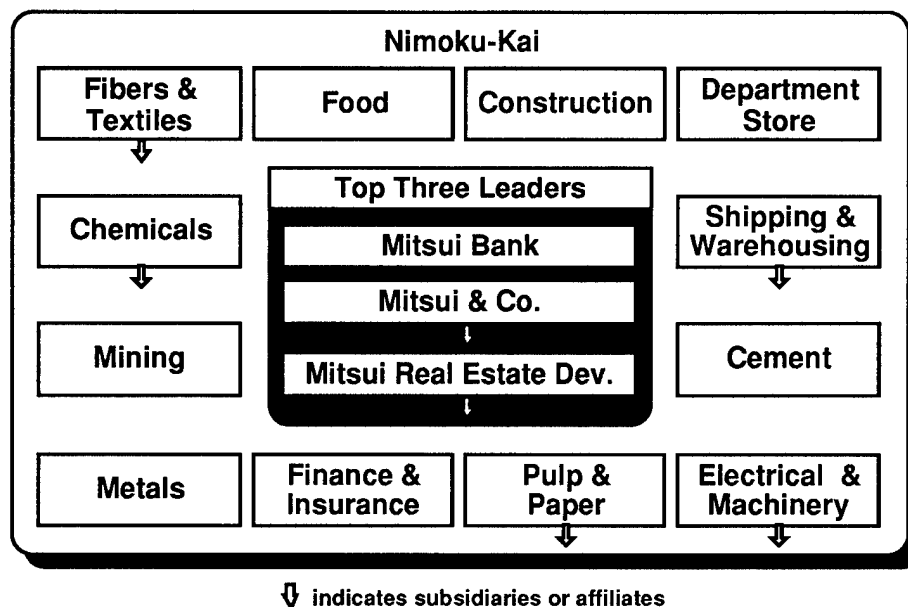 Nimoku-Kai
Fibers &
Textiles
Food
Construction
Department
Store
Top Three Leaders
Chemicals
Mitsui Bank
Shipping &
Warehousing
Mitsui & Co.
Mining
Mitsui Real Estate Dev.
Cement
Metals
Finance &
Insurance
Pulp &
Paper
Electrical &
Machinery
indicates subsidiaries or affiliates